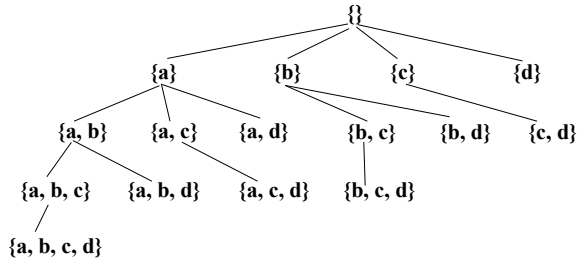 {}
{a} {b} {c} {d}
{a, b} {a, c} {a, d} {b, c} {b, d} {c, d}
{a, b, c} {a, b, d} {a, c, d} {b, c, d}
{a, b, c, d}